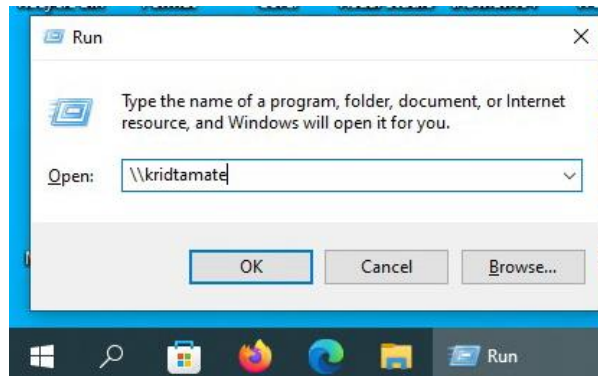 Run
Type the name of a program, folder, document, or Internet
resource, and Windows will open it for you.
Open:
\\kridtamate
OK
Cancel
Browse...
Run